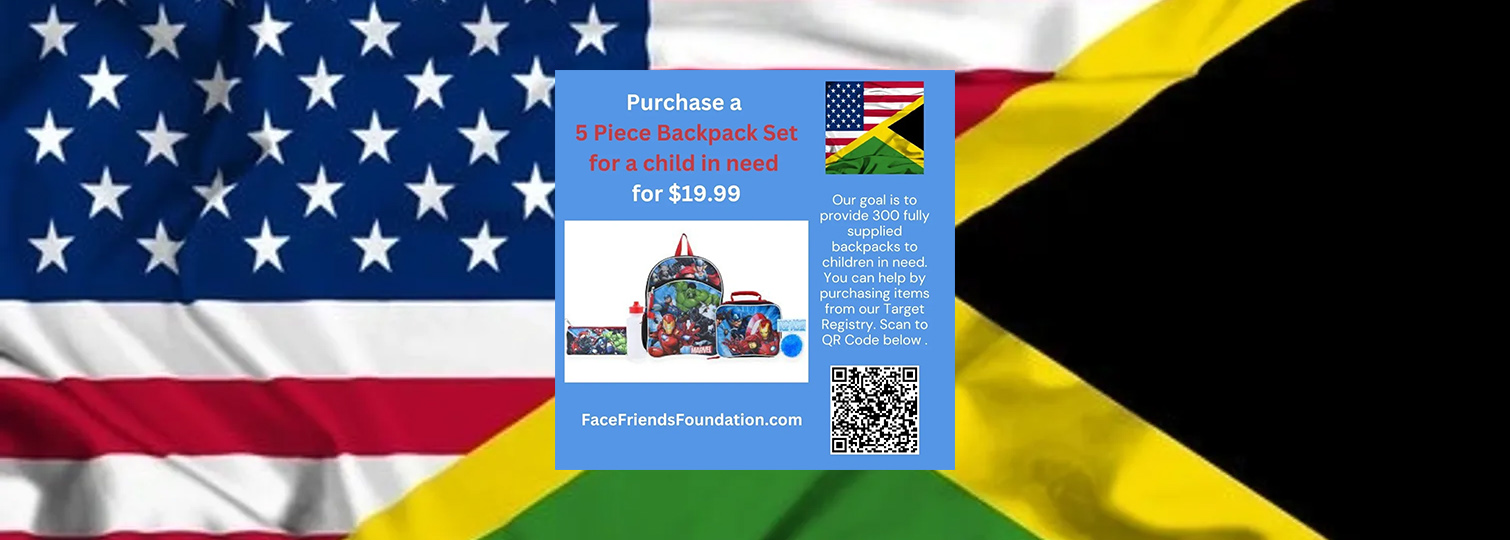 Purchase a
5 Piece Backpack Set
for a child in need
for $19.99
MARVEL
FaceFriendsFoundation.com
Our goal is to
provide 300 fully
supplied
backpacks to
children in need.
You can help by
purchasing items
from our Target
Registry. Scan to
QR Code below .